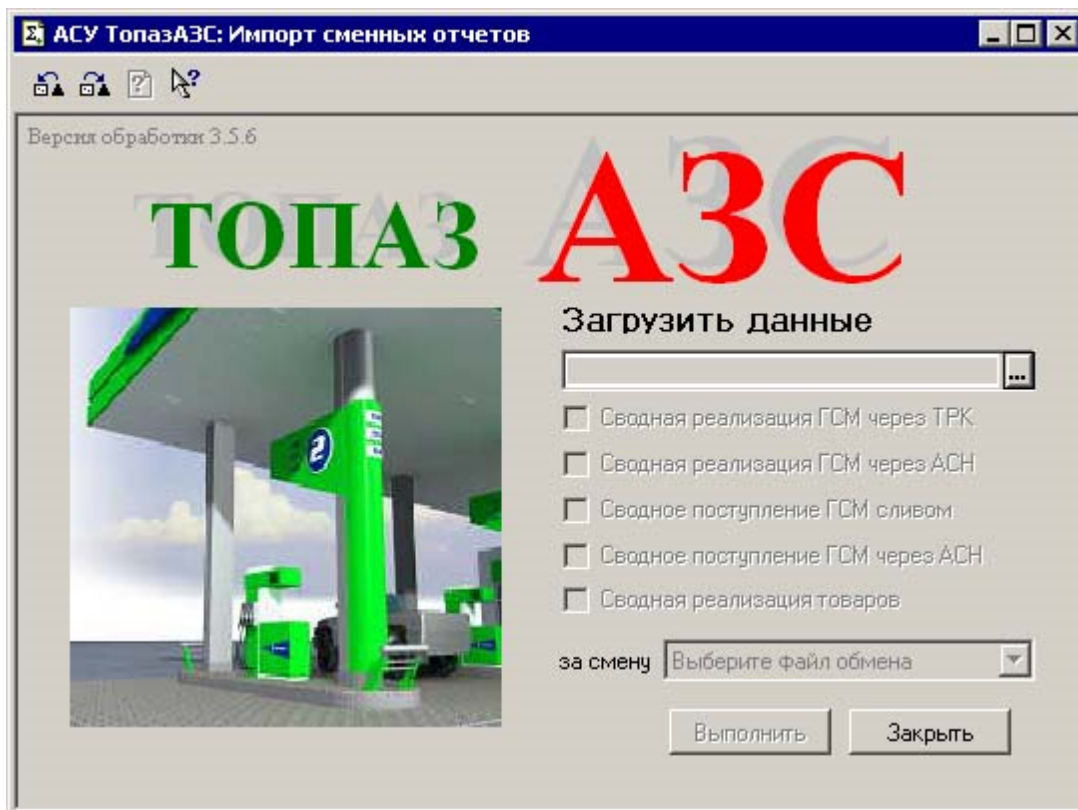 АСУ ТопазАЗС: Импорт сменных отчетов
Версия обработки 3.5.6
ТОПАЗ АЗС
Загрузить данные
...
Сводная реализация ГСМ через ТРК
Сводная реализация ГСМ через АСН
Сводное поступление ГСМ сливом
Сводное поступление ГСМ через АСН
Сводная реализация товаров
за смену Выберите файл обмена
Выполнить Закрыть
2